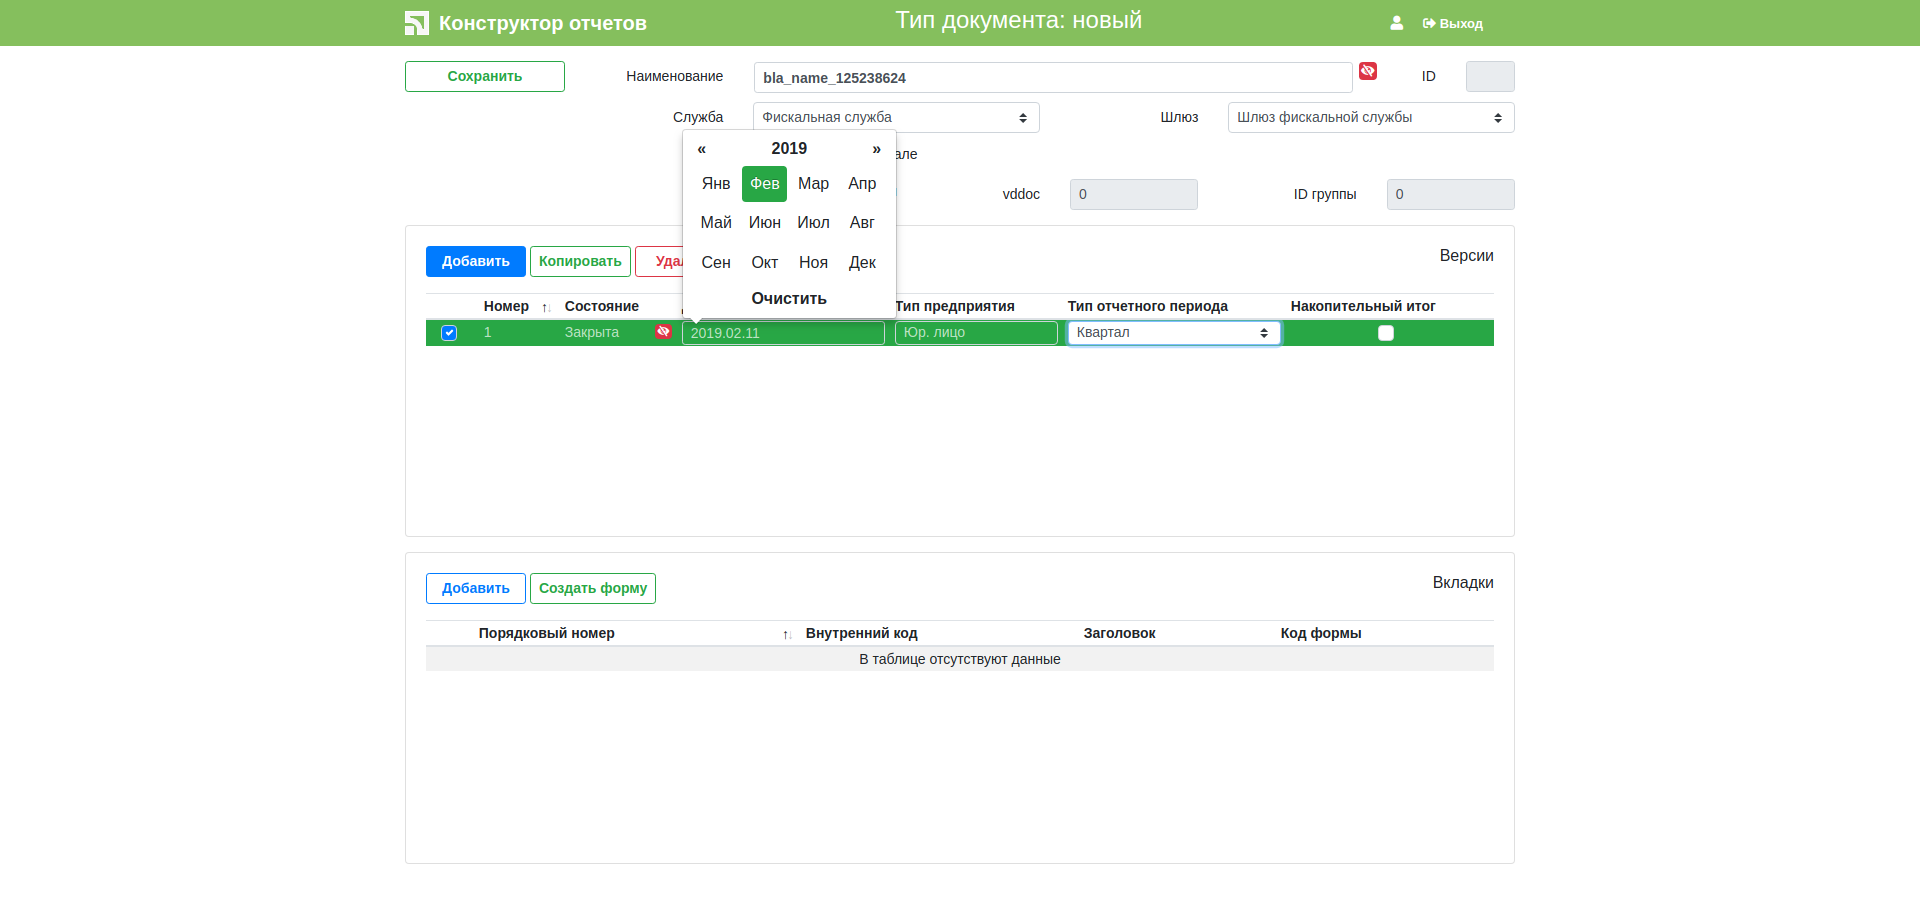 Конструктор отчетов
Тип документа: новый
Выход
Сохранить
Наименование
bla_name_125238624
ID
Служба
Фискальная служба
Шлюз
Шлюз фискальной службы
« 2019 »
Янв Фев Мар Апр
Май Июн Июл Авг
Сен Окт Ноя Дек
Очистить
vddoc
0
ID группы
0
Добавить
Копировать
Версии
Номер
Состояние
Тип предприятия
Тип отчетного периода
Накопительный итог
1
Закрыта
2019.02.11
Юр. лицо
Квартал
Добавить
Создать форму
Вкладки
Порядковый номер
Внутренний код
Заголовок
Код формы
В таблице отсутствуют данные